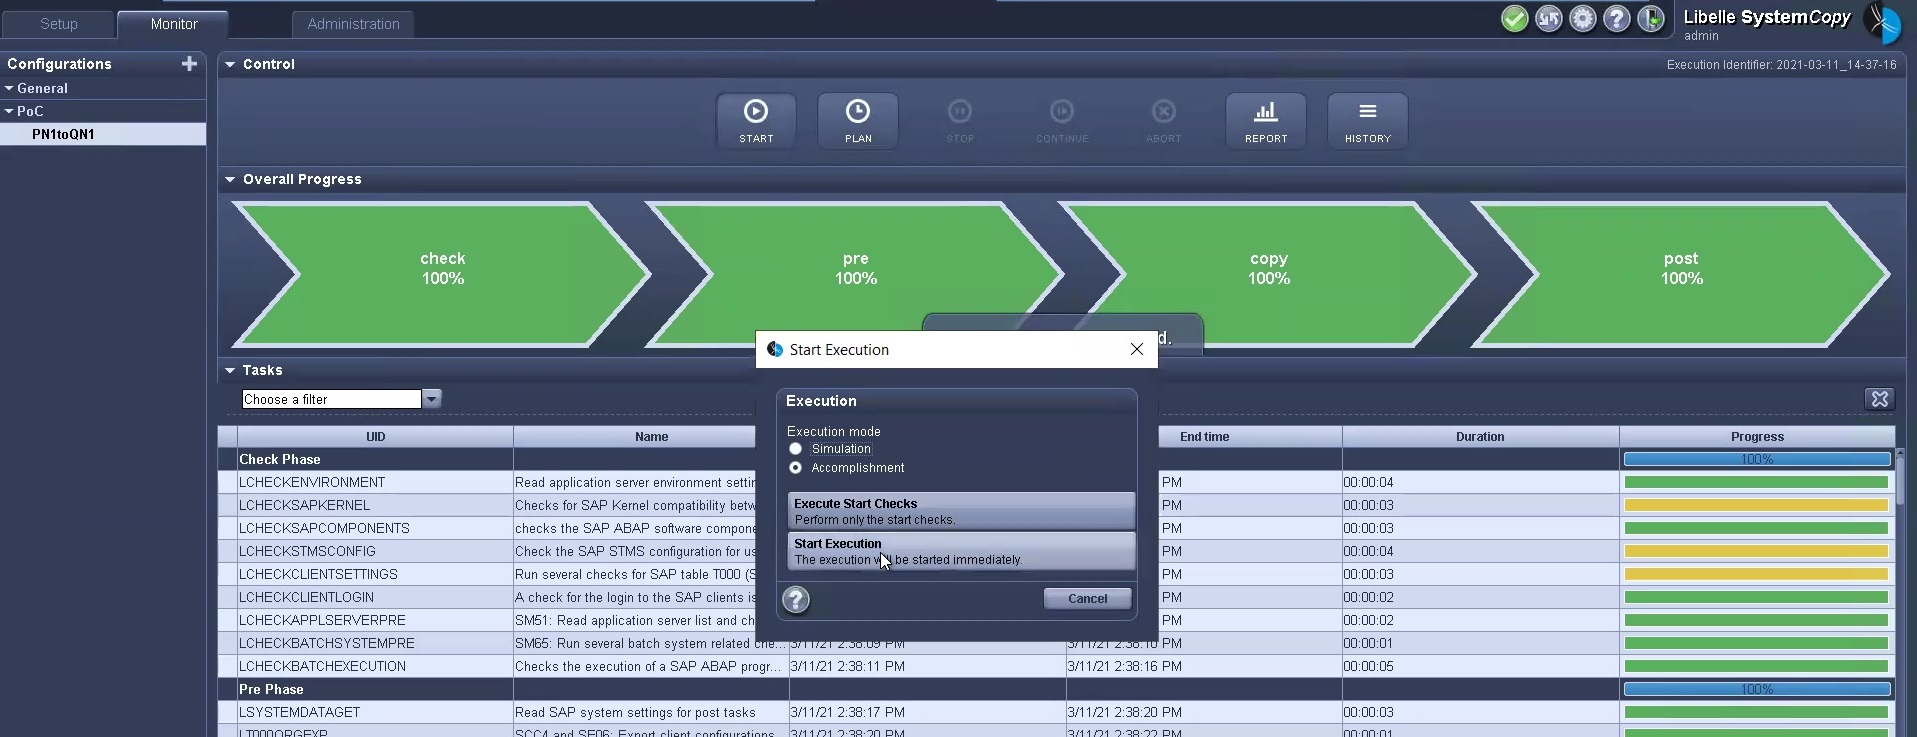 Setup
Monitor
Administration
Libelle SystemCopy
admin
Configurations
General
PoC
PN1toQN1
Control
Execution Identifier: 2021-03-11_14-37-16
START
PLAN
STOP
CONTINUE
ABORT
REPORT
HISTORY
Overall Progress
check
100%
pre
100%
copy
100%
post
100%
d.
Start Execution
Execution
Execution mode
Simulation
Accomplishment
Execute Start Checks
Perform only the start checks.
Start Execution
The execution will be started immediately.
Cancel
Tasks
Choose a filter
UID Name End time Duration Progress
Check Phase 100%
LCHECKENVIRONMENT Read application server environment PM 00:00:04
LCHECKSAPKERNEL Checks for SAP Kernel compatibility PM 00:00:03
LCHECKSAPCOMPONENTS checks the SAP ABAP software PM 00:00:03
LCHECKSTMSCONFIG Check the SAP STMS configuration for PM 00:00:04
LCHECKCLIENTSETTINGS Run several checks for SAP table T000 PM 00:00:03
LCHECKCLIENTLOGIN A check for the login to the SAP clients PM 00:00:02
LCHECKAPPLSERVERPRE SM51: Read application server list and PM 00:00:02
LCHECKBATCHSYSTEMPRE SM65: Run several batch system related che... 3/11/21 2:38:09 PM 3/11/21 2:38:10 PM 00:00:01
LCHECKBATCHEXECUTION Checks the execution of a SAP ABAP progr... 3/11/21 2:38:11 PM 3/11/21 2:38:16 PM 00:00:05
Pre Phase 100%
LSYSTEMDATAGET Read SAP system settings for post tasks 3/11/21 2:38:17 PM 3/11/21 2:38:20 PM 00:00:03
LT000ORGEXP SCC4 and SE06: Export client configurations 3/11/21 2:38:20 PM 3/11/21 2:38:22 PM 00:00:01